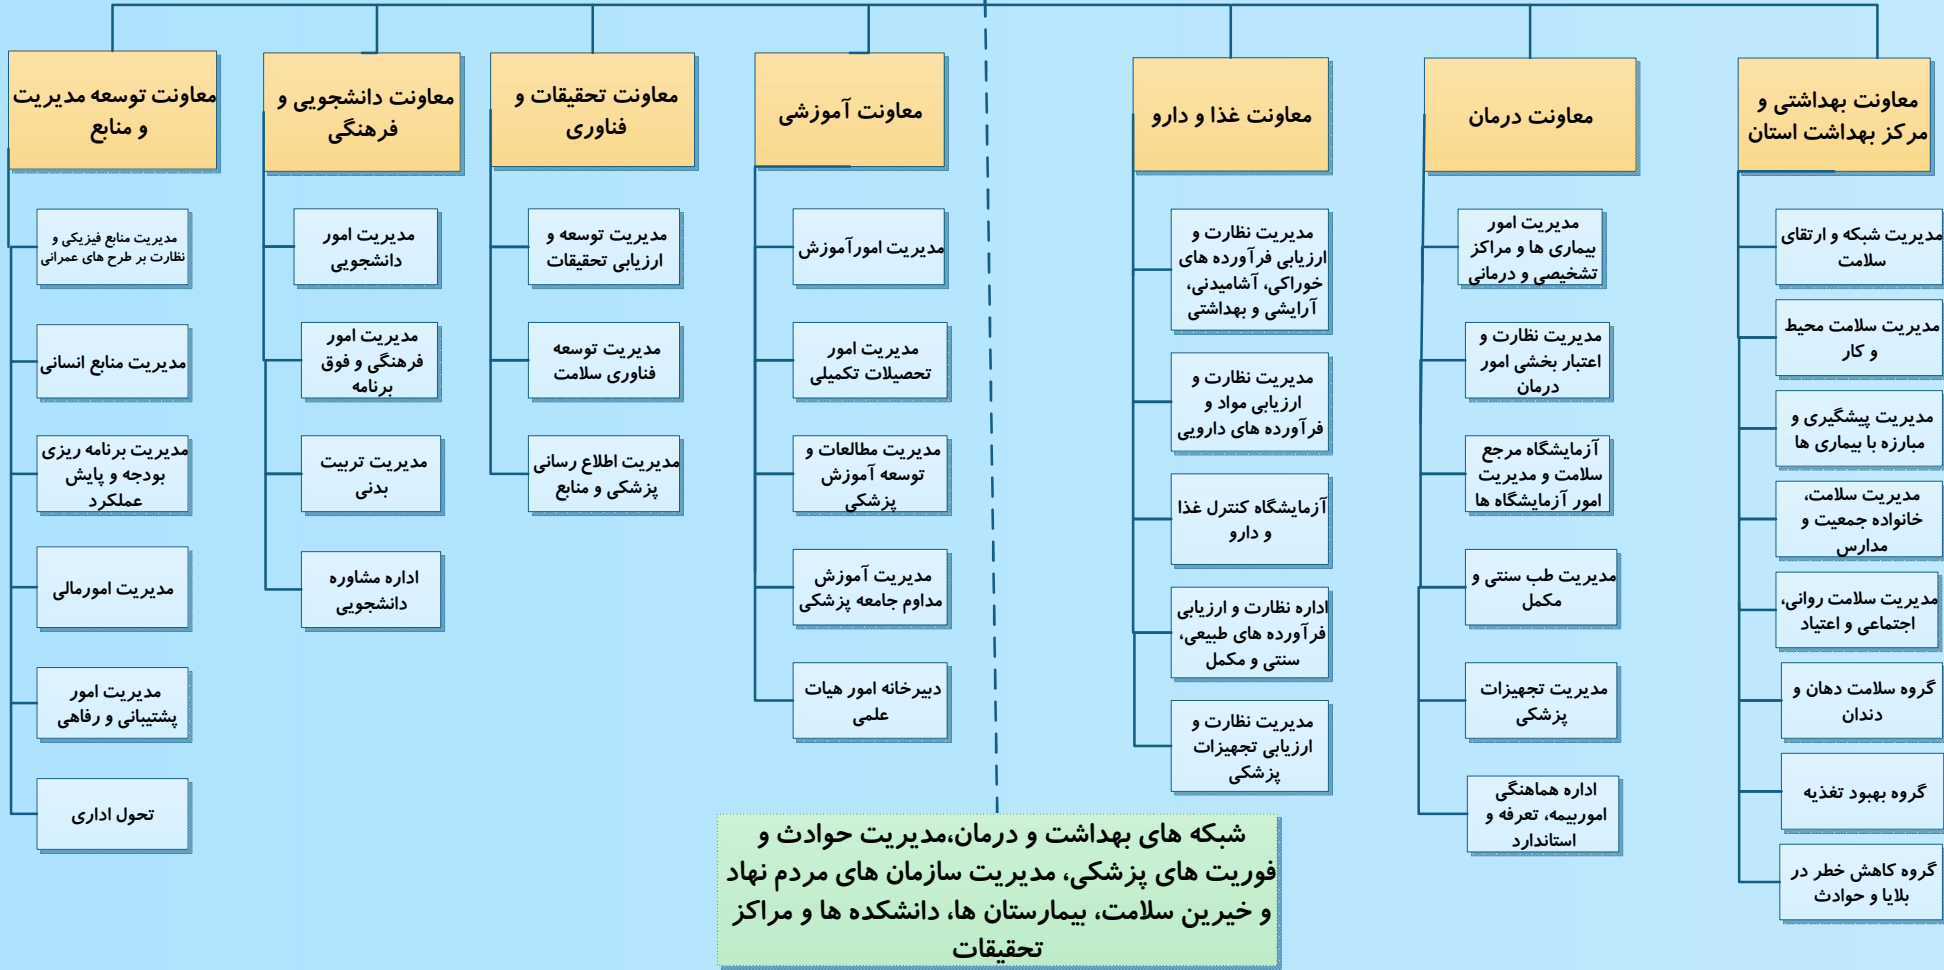 معاونت بهداشتی و
مرکز بهداشت استان
مدیریت شبکه و ارتقای
سلامت
مدیریت سلامت محیط
و کار
مدیریت پیشگیری و
مبارزه با بیماری ها
مدیریت سلامت،
خانواده جمعیت و
مدارس
مدیریت سلامت روانی،
اجتماعی و اعتیاد
گروه سلامت دهان و
دندان
گروه بهبود تغذیه
گروه کاهش خطر در
بلایا و حوادث
معاونت درمان
مدیریت امور
بیماری ها و مراکز
تشخیصی و درمانی
مدیریت نظارت و
اعتبار بخشی امور
درمان
آزمایشگاه مرجع
سلامت و مدیریت
امور آزمایشگاه ها
مدیریت طب سنتی و
مکمل
مدیریت تجهیزات
پزشکی
اداره هماهنگی
اموربیمه، تعرفه و
استاندارد
معاونت غذا و دارو
مدیریت نظارت و
ارزیابی فرآورده های
خوراکی، آشامیدنی،
آرایشی و بهداشتی
مدیریت نظارت و
ارزیابی مواد و
فرآورده های دارویی
آزمایشگاه کنترل غذا
و دارو
اداره نظارت و ارزیابی
فرآورده های طبیعی،
سنتی و مکمل
مدیریت نظارت و
ارزیابی تجهیزات
پزشکی
معاونت آموزشی
مدیریت امورآموزش
مدیریت امور
تحصیلات تکمیلی
مدیریت مطالعات و
توسعه آموزش
پزشکی
مدیریت آموزش
مداوم جامعه پزشکی
دبیرخانه امور هیات
علمی
معاونت تحقیقات و
فناوری
مدیریت توسعه و
ارزیابی تحقیقات
مدیریت توسعه
فناوری سلامت
مدیریت اطلاع رسانی
پزشکی و منابع
معاونت دانشجویی و
فرهنگی
مدیریت امور
دانشجویی
مدیریت امور
فرهنگی و فوق
برنامه
مدیریت تربیت
بدنی
اداره مشاوره
دانشجویی
معاونت توسعه مدیریت
و منابع
مدیریت منابع فیزیکی و
نظارت بر طرح های عمرانی
مدیریت منابع انسانی
مدیریت برنامه ریزی
بودجه و پایش
عملکرد
مدیریت امورمالی
مدیریت امور
پشتیبانی و رفاهی
تحول اداری
شبکه های بهداشت و درمان،مدیریت حوادث و
فوریت های پزشکی، مدیریت سازمان های مردم نهاد
و خیرین سلامت، بیمارستان ها، دانشکده ها و مراکز
تحقیقات